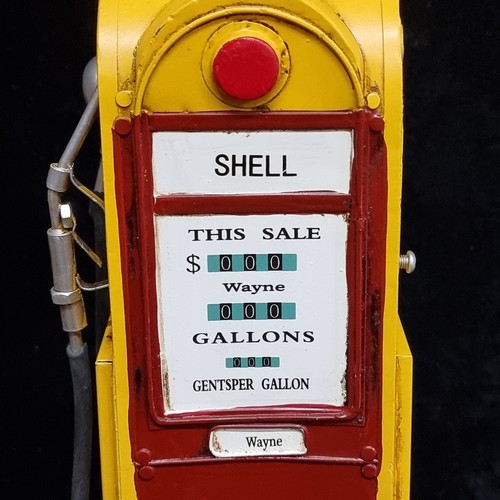 SHELL
THIS SALE
$ 000
Wayne
000
GALLONS
000
GENTSPER GALLON
Wayne